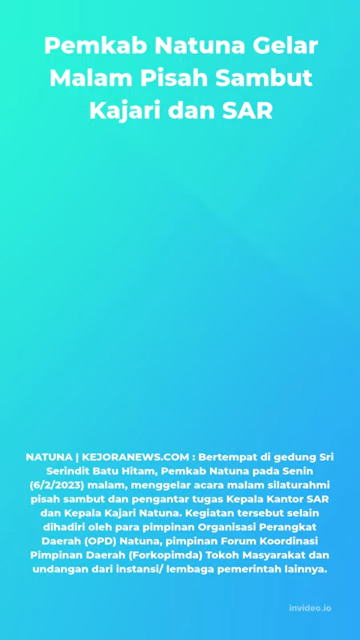 Pemkab Natuna Gelar
Malam Pisah Sambut
Kajari dan SAR
NATUNA | KEJORANEWS.COM : Bertempat di gedung Sri
Serindit Batu Hitam, Pemkab Natuna pada Senin
(6/2/2023) malam, menggelar acara malam silaturahmi
pisah sambut dan pengantar tugas Kepala Kantor SAR
dan Kepala Kajari Natuna. Kegiatan tersebut selain
dihadiri oleh para pimpinan Organisasi Perangkat
Daerah (OPD) Natuna, pimpinan Forum Koordinasi
Pimpinan Daerah (Forkopimda) Tokoh Masyarakat dan
undangan dari instansi/ lembaga pemerintah lainnya.
invideo.io